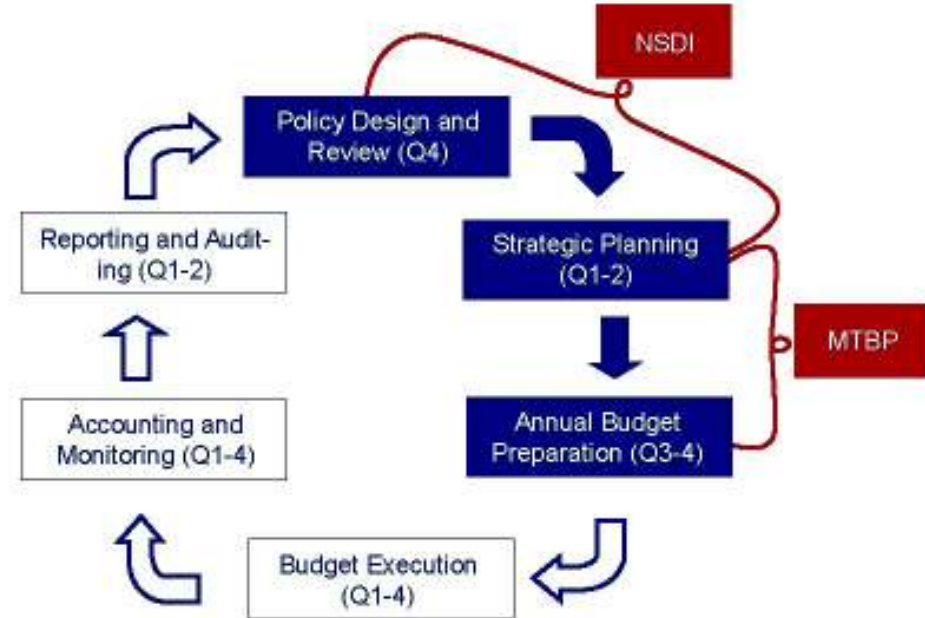 NSDI
Policy Design and
Review (Q4)
Reporting and Audit-
ing (Q1-2)
Strategic Planning
(Q1-2)
MTBP
Accounting and
Monitoring (Q1-4)
Annual Budget
Preparation (Q3-4)
Budget Execution
(Q1-4)